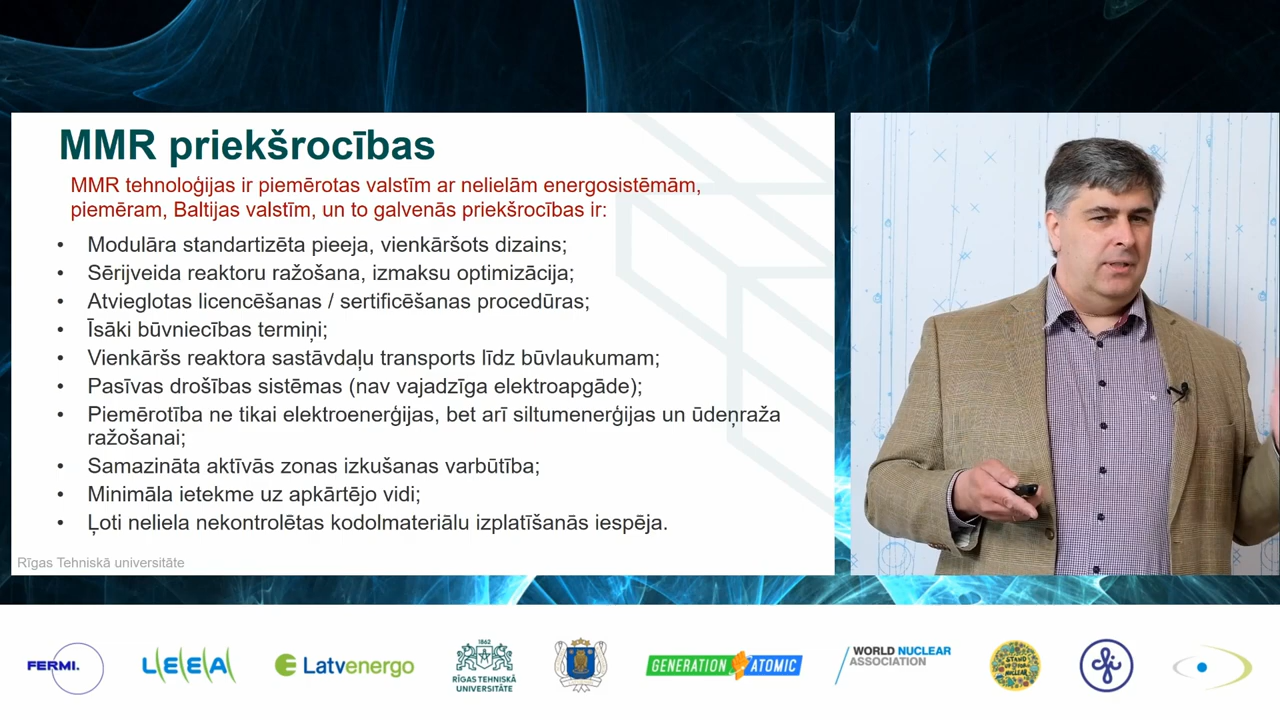 MMR priekšrocības
MMR tehnoloģijas ir piemērotas valstīm ar nelielām energosistēmām,
piemēram, Baltijas valstīm, un to galvenās priekšrocības ir:
• Modulāra standartizēta pieeja, vienkāršots dizains;
• Sērijveida reaktoru ražošana, izmaksu optimizācija;
• Atvieglotas licencēšanas / sertificēšanas procedūras;
• Īsāki būvniecības termiņi;
• Vienkāršs reaktora sastāvdaļu transports līdz būvlaukumam;
• Pasīvas drošības sistēmas (nav vajadzīga elektroapgāde);
• Piemērotība ne tikai elektroenerģijas, bet arī siltumenerģijas un ūdeņraža
ražošanai;
• Samazināta aktīvās zonas izkušanas varbūtība;
• Minimāla ietekme uz apkārtējo vidi;
• Ļoti neliela nekontrolētas kodolmateriālu izplatīšanās iespēja.
Rīgas Tehniskā universitāte
FERMI.
LEEA
Latvenergo
1862
RĪGAS TEHNISKĀ
UNIVERSITĀTE
GENERATION ATOMIC
WORLD NUCLEAR
ASSOCIATION
STAND
UP FOR
NUCLEAR